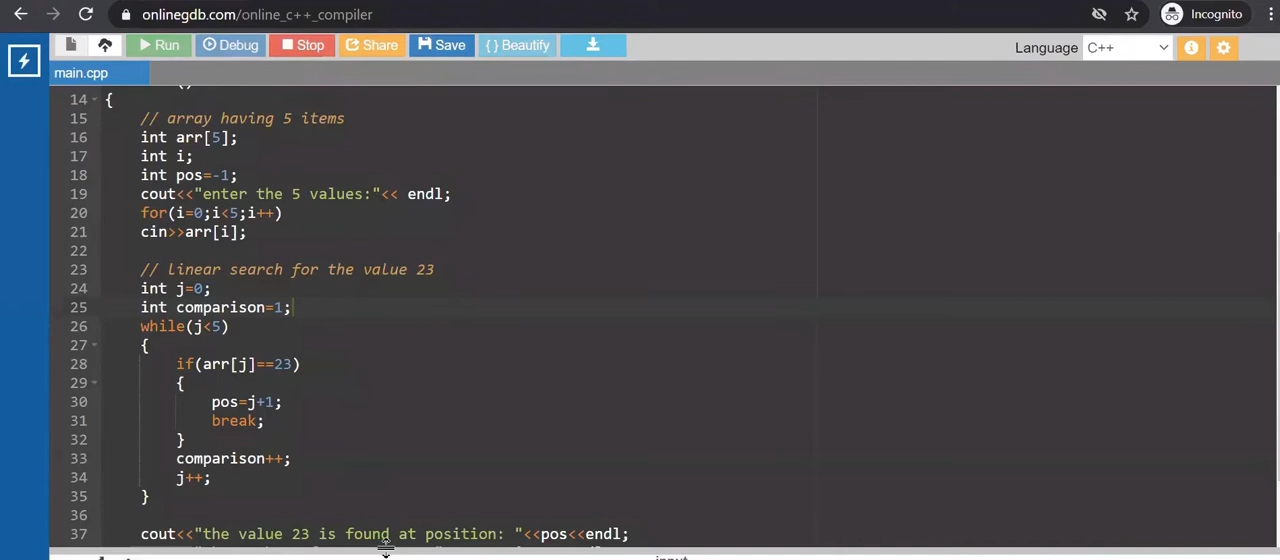 onlinegdb.com/online_c++_compiler
Incognito
Run Debug Stop Share Save { } Beautify
Language C++
main.cpp
14 {
15 // array having 5 items
16 int arr[5];
17 int i;
18 int pos=-1;
19 cout<<"enter the 5 values:"<< endl;
20 for(i=0;i<5;i++)
21 cin>>arr[i];
22
23 // linear search for the value 23
24 int j=0;
25 int comparison=1;
26 while(j<5)
27 {
28 if(arr[j]==23)
29 {
30 pos=j+1;
31 break;
32 }
33 comparison++;
34 j++;
35 }
36
37 cout<<"the value 23 is found at position: "<<pos<<endl;
input